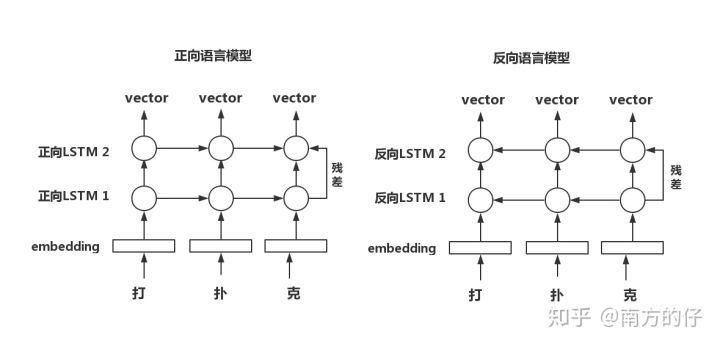 正向语言模型
vector vector vector
正向LSTM 2
残差
正向LSTM 1
embedding
打 扑 克
反向语言模型
vector vector vector
反向LSTM 2
残差
反向LSTM 1
embedding
打 扑 克
知乎 @南方的仔